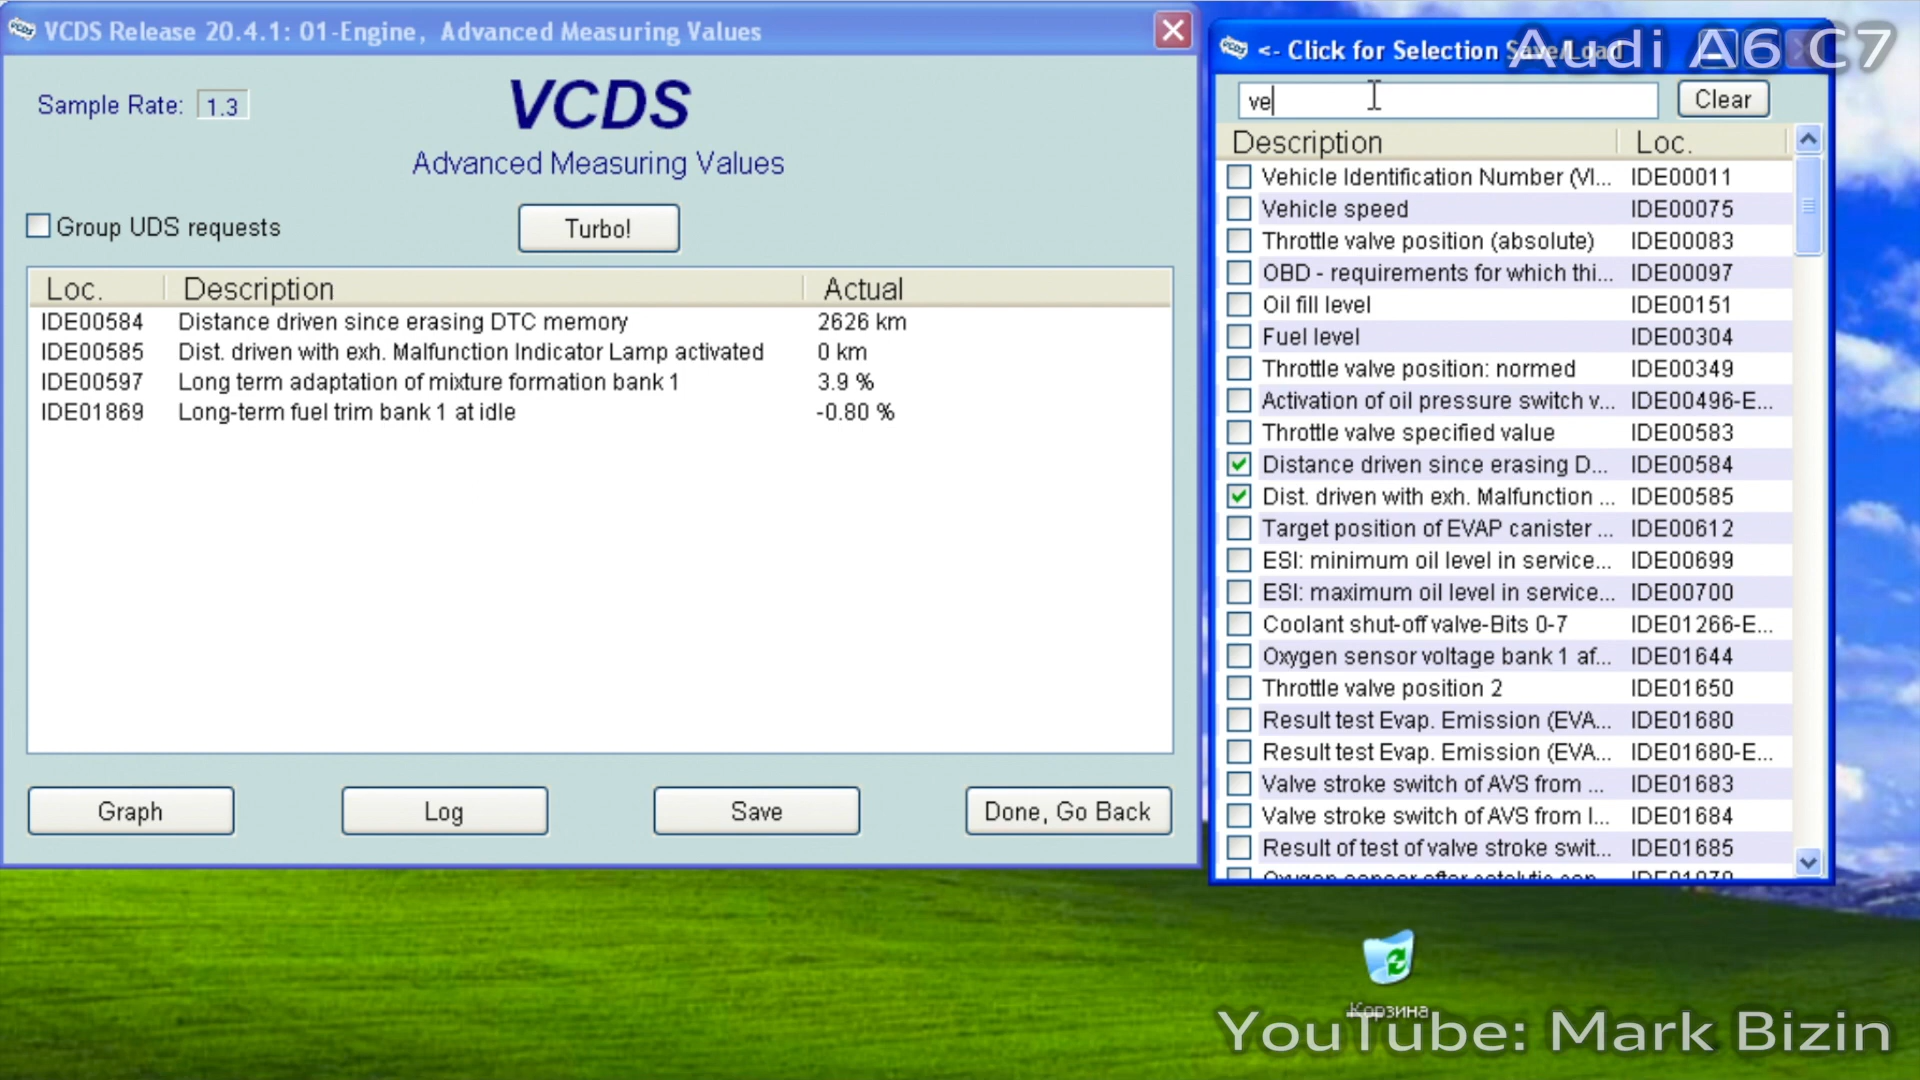 VCDS Release 20.4.1: 01-Engine, Advanced Measuring Values
Sample Rate: 1.3
VCDS
Advanced Measuring Values
Group UDS requests
Turbo!
Loc. Description Actual
IDE00584 Distance driven since erasing DTC memory 2626 km
IDE00585 Dist. driven with exh. Malfunction Indicator Lamp activated 0 km
IDE00597 Long term adaptation of mixture formation bank 1 3.9 %
IDE01869 Long-term fuel trim bank 1 at idle -0.80 %
Graph Log Save Done, Go Back
<- Click for Selection Save/Load
Audi A6 C7
ve
Clear
Description Loc.
Vehicle Identification Number (VI... IDE00011
Vehicle speed IDE00075
Throttle valve position (absolute) IDE00083
OBD - requirements for which thi... IDE00097
Oil fill level IDE00151
Fuel level IDE00304
Throttle valve position: normed IDE00349
Activation of oil pressure switch v... IDE00496-E...
Throttle valve specified value IDE00583
Distance driven since erasing D... IDE00584
Dist. driven with exh. Malfunction ... IDE00585
Target position of EVAP canister ... IDE00612
ESI: minimum oil level in service... IDE00699
ESI: maximum oil level in service... IDE00700
Coolant shut-off valve-Bits 0-7 IDE01266-E...
Oxygen sensor voltage bank 1 af... IDE01644
Throttle valve position 2 IDE01650
Result test Evap. Emission (EVA... IDE01680
Result test Evap. Emission (EVA... IDE01680-E...
Valve stroke switch of AVS from ... IDE01683
Valve stroke switch of AVS from I... IDE01684
Result of test of valve stroke swit... IDE01685
Корзина
YouTube: Mark Bizin